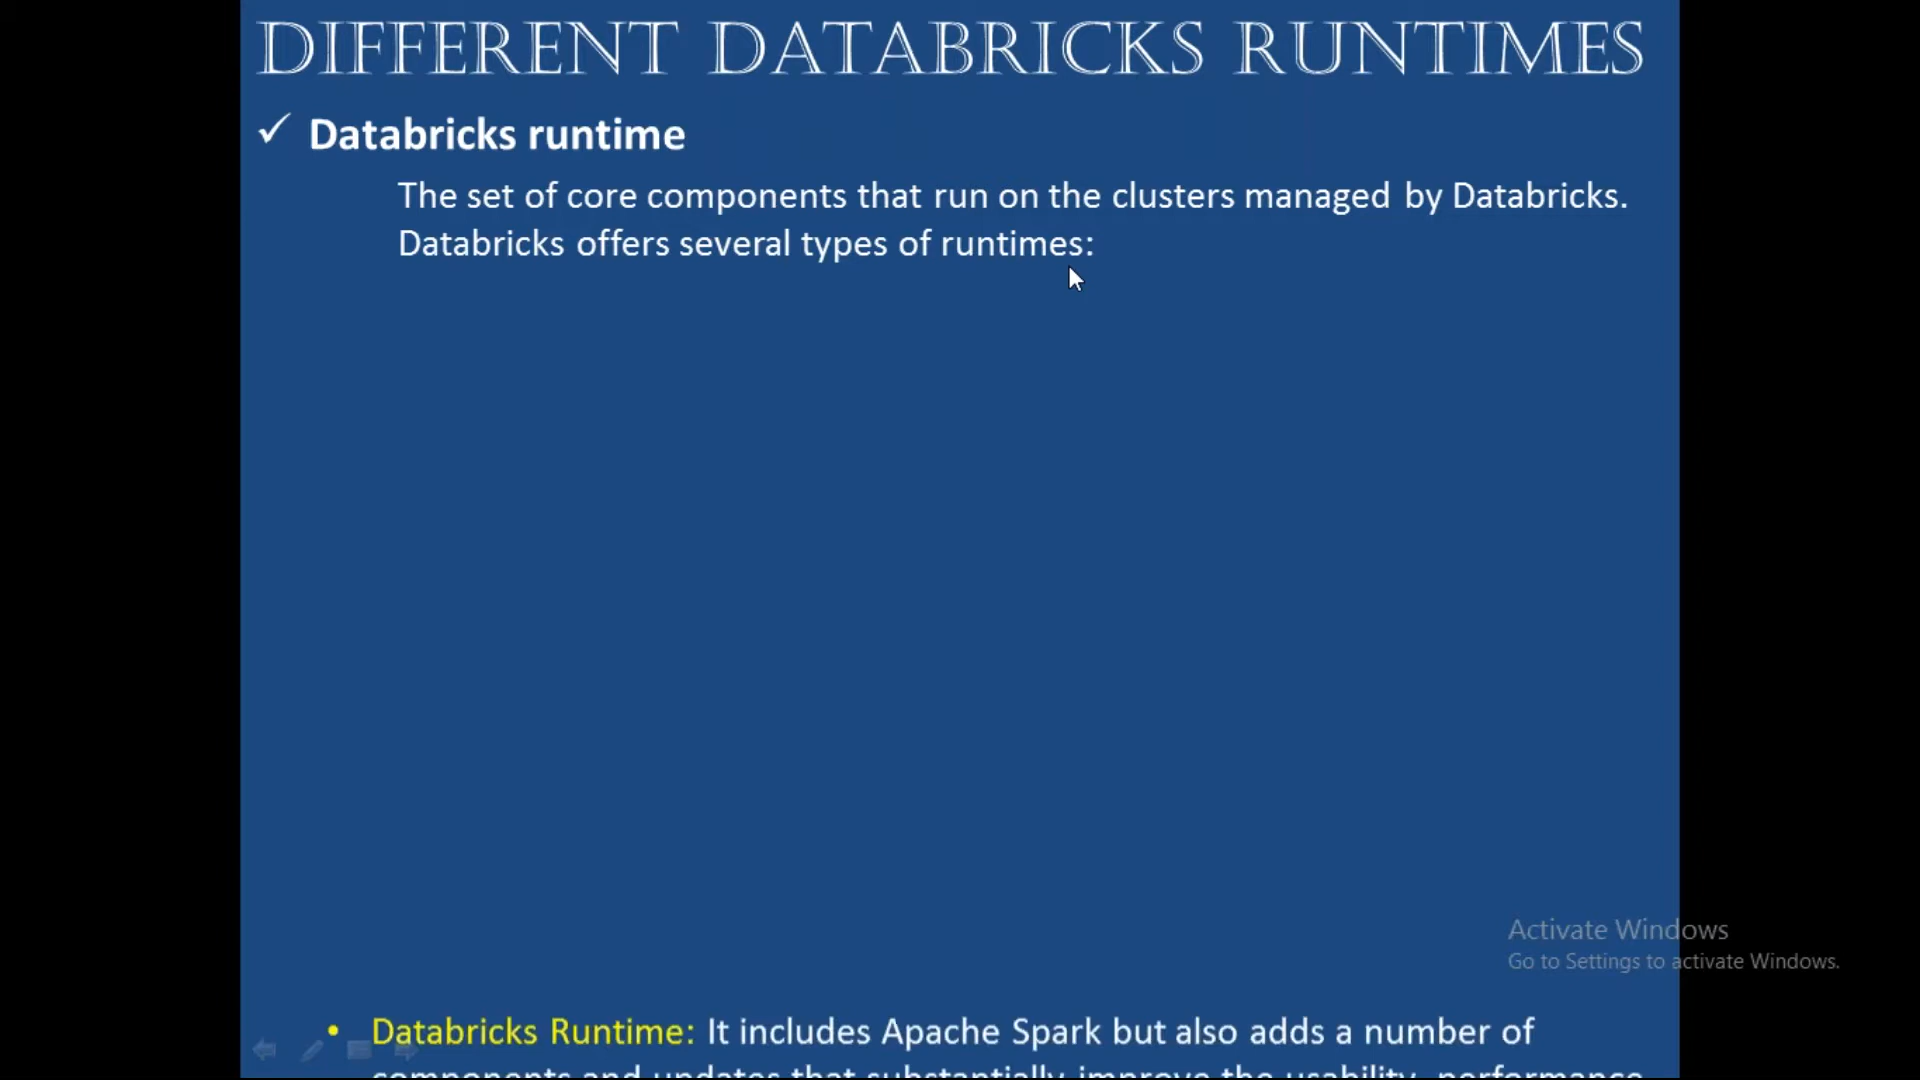 DIFFERENT DATABRICKS RUNTIMES
✓ Databricks runtime
The set of core components that run on the clusters managed by Databricks.
Databricks offers several types of runtimes:
Activate Windows
Go to Settings to activate Windows.
• Databricks Runtime: It includes Apache Spark but also adds a number of
components and updates that substantially improve the usability, performance